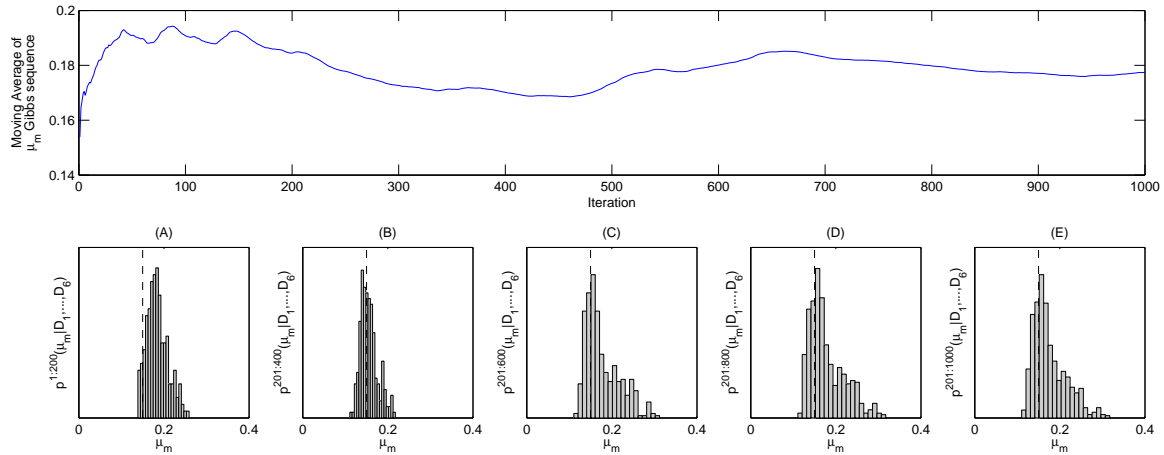 Moving Average of
μm Gibbs sequence
0.2
0.18
0.16
0.14
0 100 200 300 400 500 600 700 800 900 1000
Iteration
(A) (B) (C) (D) (E)
p1:200(μm|D1,...,D6)
p201:400(μm|D1,...,D6)
p201:600(μm|D1,...,D6)
p201:800(μm|D1,...,D6)
p201:1000(μm|D1,...,D6)
0 0.2 0.4 0 0.2 0.4 0 0.2 0.4 0 0.2 0.4 0 0.2 0.4
μm μm μm μm μm